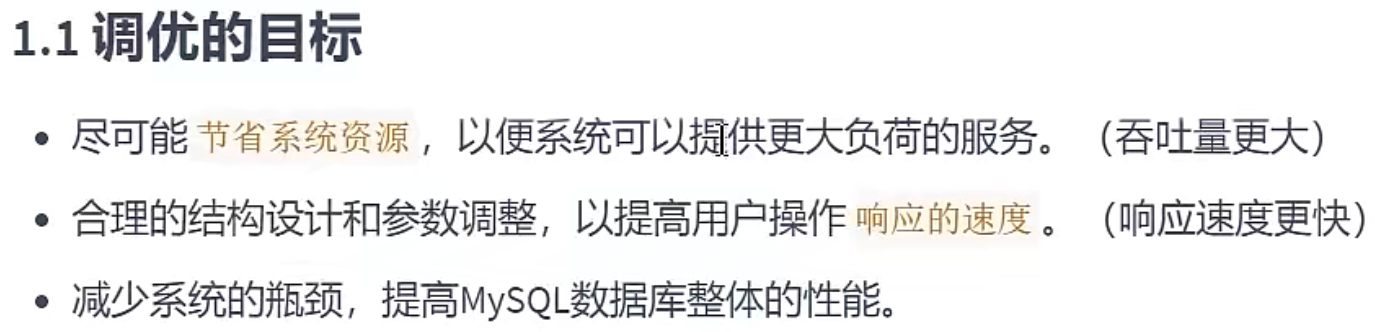 1.1 调优的目标
• 尽可能 节省系统资源 ，以便系统可以提供更大负荷的服务。（吞吐量更大）
• 合理的结构设计和参数调整，以提高用户操作 响应的速度 。（响应速度更快）
• 减少系统的瓶颈，提高MySQL数据库整体的性能。